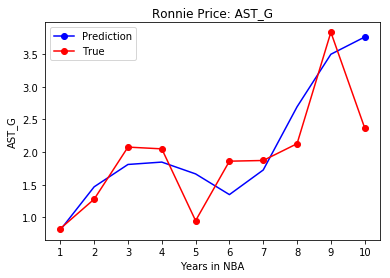 Ronnie Price: AST_G
Prediction
True
AST_G
3.5
3.0
2.5
2.0
1.5
1.0
1 2 3 4 5 6 7 8 9 10
Years in NBA